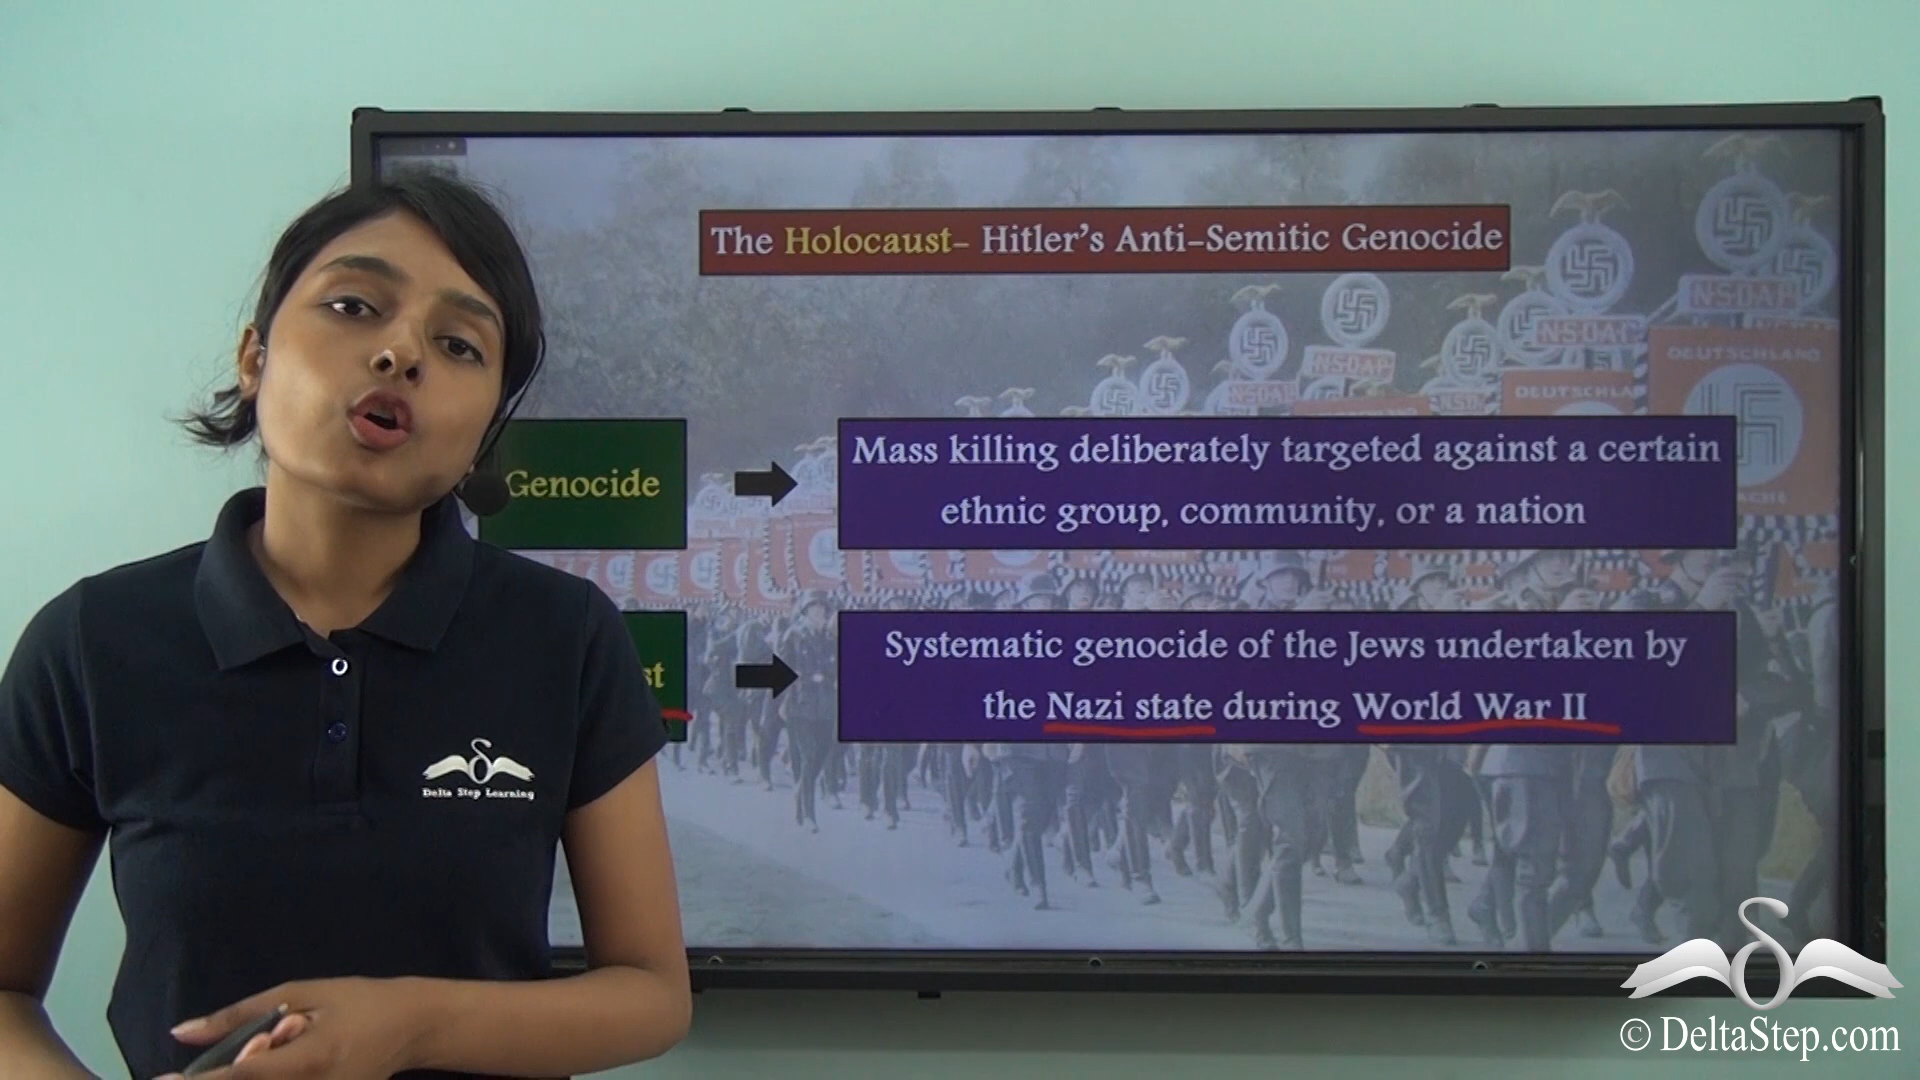 The Holocaust- Hitler's Anti-Semitic Genocide
NSDAP
NSDAP
NSDAP
NSDAP
DEUTSCHLAND
DEUTSCHLAND
Genocide
Mass killing deliberately targeted against a certain
ethnic group, community, or a nation
Systematic genocide of the Jews undertaken by
the Nazi state during World War II
Delta Step Learning
© DeltaStep.com